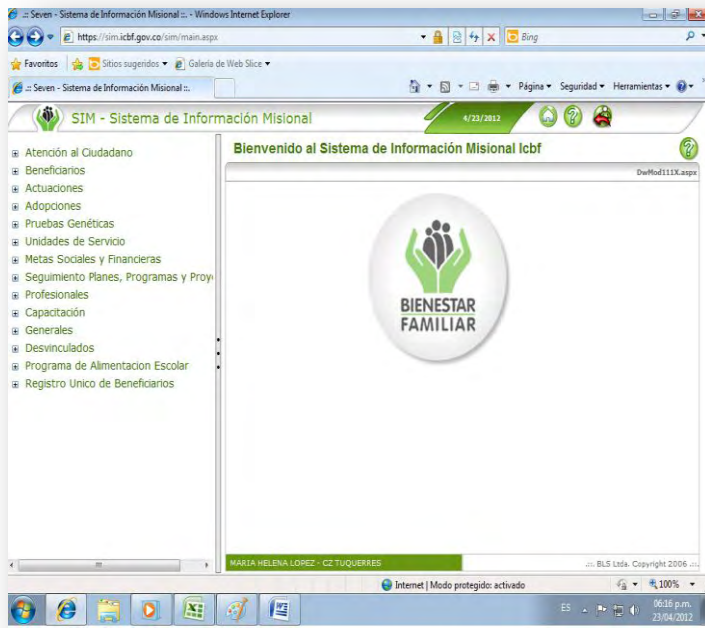 .:: Seven - Sistema de Información Misional ::. - Windows Internet Explorer
https://sim.icbf.gov.co/sim/main.aspx
Bing
Favoritos
Sitios sugeridos
Galería de Web Slice
.:: Seven - Sistema de Información Misional ::.
Página
Seguridad
Herramientas
SIM - Sistema de Información Misional
4/23/2012
Atención al Ciudadano
Beneficiarios
Actuaciones
Adopciones
Pruebas Genéticas
Unidades de Servicio
Metas Sociales y Financieras
Seguimiento Planes, Programas y Proy
Profesionales
Capacitación
Generales
Desvinculados
Programa de Alimentacion Escolar
Registro Unico de Beneficiarios
Bienvenido al Sistema de Información Misional Icbf
DwMod111X.aspx
BIENESTAR
FAMILIAR
MARIA HELENA LOPEZ - CZ TUQUERRES
.::. BLS Ltda. Copyright 2006 .::.
Internet | Modo protegido: activado
100%
ES
06:16 p.m.
23/04/2012